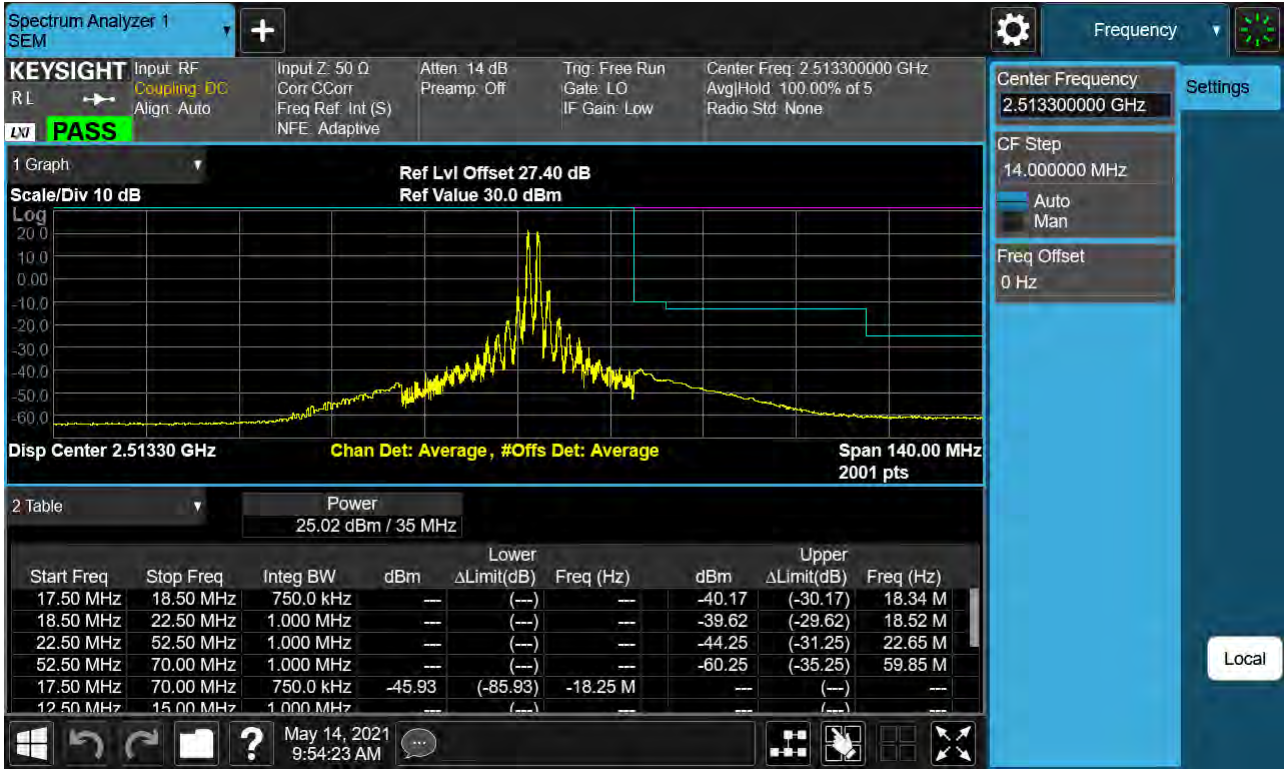 Spectrum Analyzer 1
SEM
Frequency
KEYSIGHT
Input: RF
Coupling: DC
Align: Auto
Input Z: 50 Ω
Corr CCorr
Freq Ref: Int (S)
NFE: Adaptive
Atten: 14 dB
Preamp: Off
Trig: Free Run
Gate: LO
IF Gain: Low
Center Freq: 2.513300000 GHz
Avg|Hold: 100.00% of 5
Radio Std: None
R L
LXI
PASS
Center Frequency
2.513300000 GHz
Settings
CF Step
14.000000 MHz
Auto
Man
Freq Offset
0 Hz
1 Graph
Scale/Div 10 dB
Ref Lvl Offset 27.40 dB
Ref Value 30.0 dBm
Log
20.0
10.0
0.00
-10.0
-20.0
-30.0
-40.0
-50.0
-60.0
Disp Center 2.51330 GHz
Chan Det: Average , #Offs Det: Average
Span 140.00 MHz
2001 pts
2 Table
Power
25.02 dBm / 35 MHz
Lower Upper
Start Freq Stop Freq Integ BW dBm ΔLimit(dB) Freq (Hz) dBm ΔLimit(dB) Freq (Hz)
17.50 MHz 18.50 MHz 750.0 kHz --- (---) --- -40.17 (-30.17) 18.34 M
18.50 MHz 22.50 MHz 1.000 MHz --- (---) --- -39.62 (-29.62) 18.52 M
22.50 MHz 52.50 MHz 1.000 MHz --- (---) --- -44.25 (-31.25) 22.65 M
52.50 MHz 70.00 MHz 1.000 MHz --- (---) --- -60.25 (-35.25) 59.85 M
17.50 MHz 70.00 MHz 750.0 kHz -45.93 (-85.93) -18.25 M --- (---) ---
12.50 MHz 15.00 MHz 1.000 MHz --- (---) --- --- (---) ---
Local
May 14, 2021
9:54:23 AM